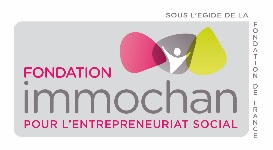 SOUS L'EGIDE DE LA
FONDATION DE FRANCE
FONDATION
immochan
POUR L'ENTREPRENEURIAT SOCIAL